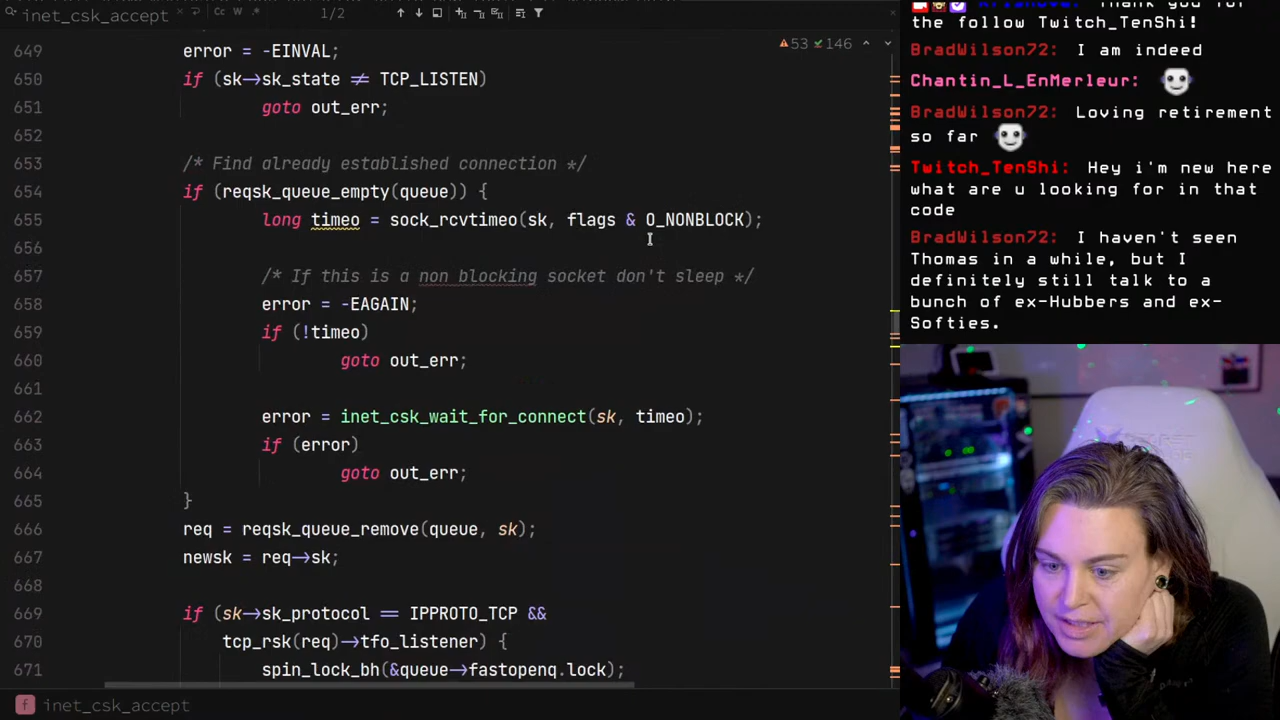 inet_csk_accept
Cc W .* 1/2
649 error = -EINVAL;
53 146
650 if (sk->sk_state ≠ TCP_LISTEN)
651 goto out_err;
652
653 /* Find already established connection */
654 if (reqsk_queue_empty(queue)) {
655 long timeo = sock_rcvtimeo(sk, flags & O_NONBLOCK);
656
657 /* If this is a non blocking socket don't sleep */
658 error = -EAGAIN;
659 if (!timeo)
660 goto out_err;
661
662 error = inet_csk_wait_for_connect(sk, timeo);
663 if (error)
664 goto out_err;
665 }
666 req = reqsk_queue_remove(queue, sk);
667 newsk = req->sk;
668
669 if (sk->sk_protocol == IPPROTO_TCP &&
670 tcp_rsk(req)->tfo_listener) {
671 spin_lock_bh(&queue->fastopenq.lock);
f inet_csk_accept
Thank you for
the follow Twitch_TenShi!
BradWilson72: I am indeed
Chantin_L_EnMerleur:
BradWilson72: Loving retirement
so far
Twitch_TenShi: Hey i'm new here
what are u looking for in that
code
BradWilson72: I haven't seen
Thomas in a while, but I
definitely still talk to a
bunch of ex-Hubbers and ex-
Softies.